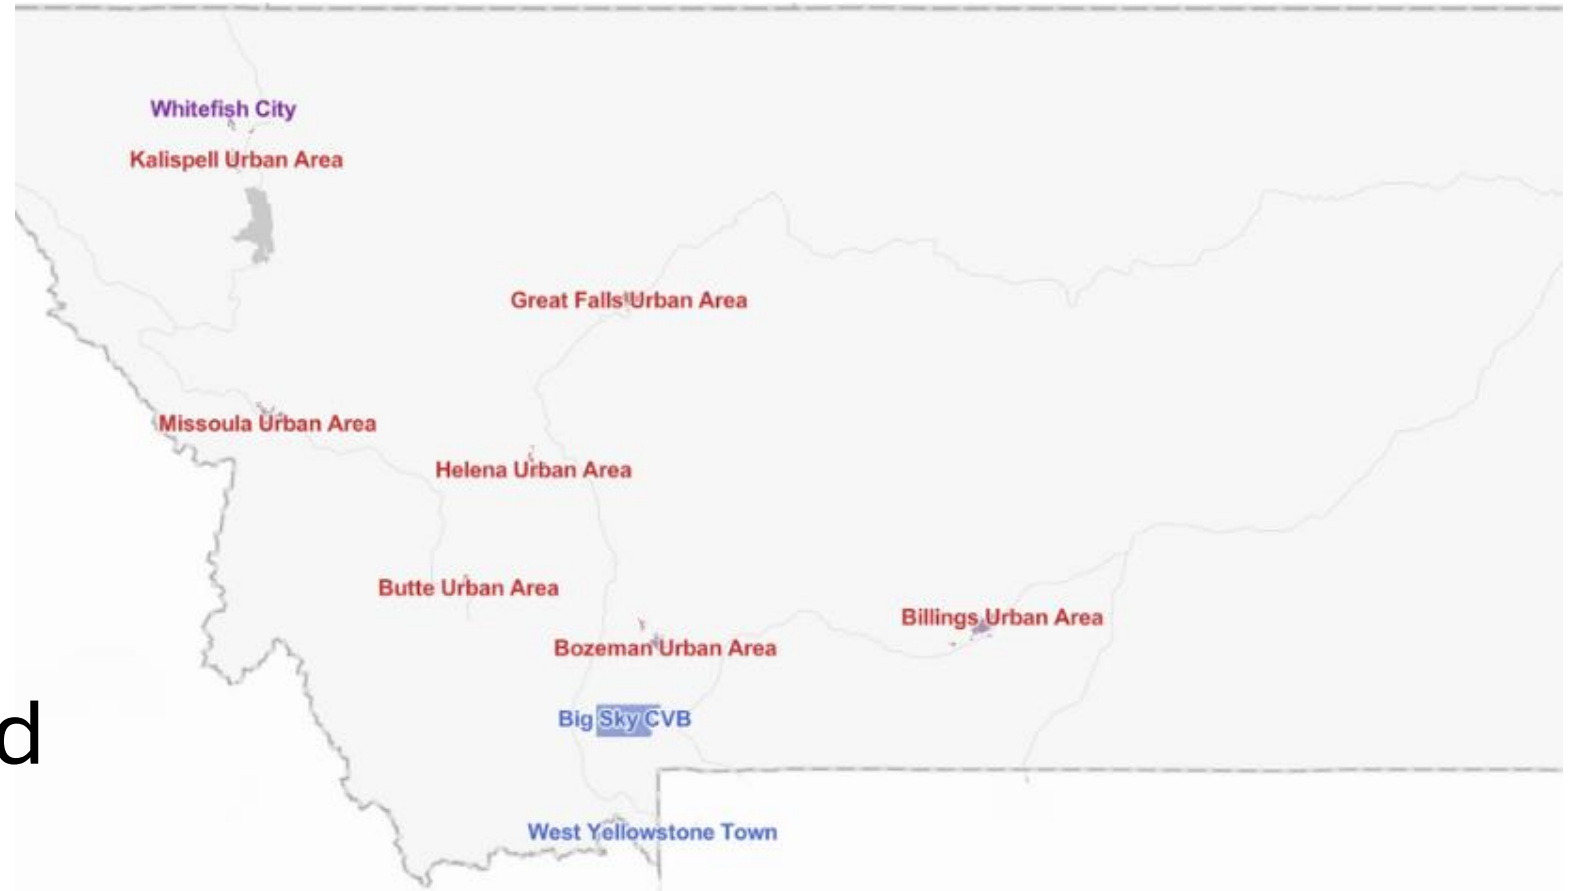 Whitefish City
Kalispell Urban Area
Great Falls Urban Area
Missoula Urban Area
Helena Urban Area
Butte Urban Area
Billings Urban Area
Bozeman Urban Area
Big Sky CVB
d
West Yellowstone Town